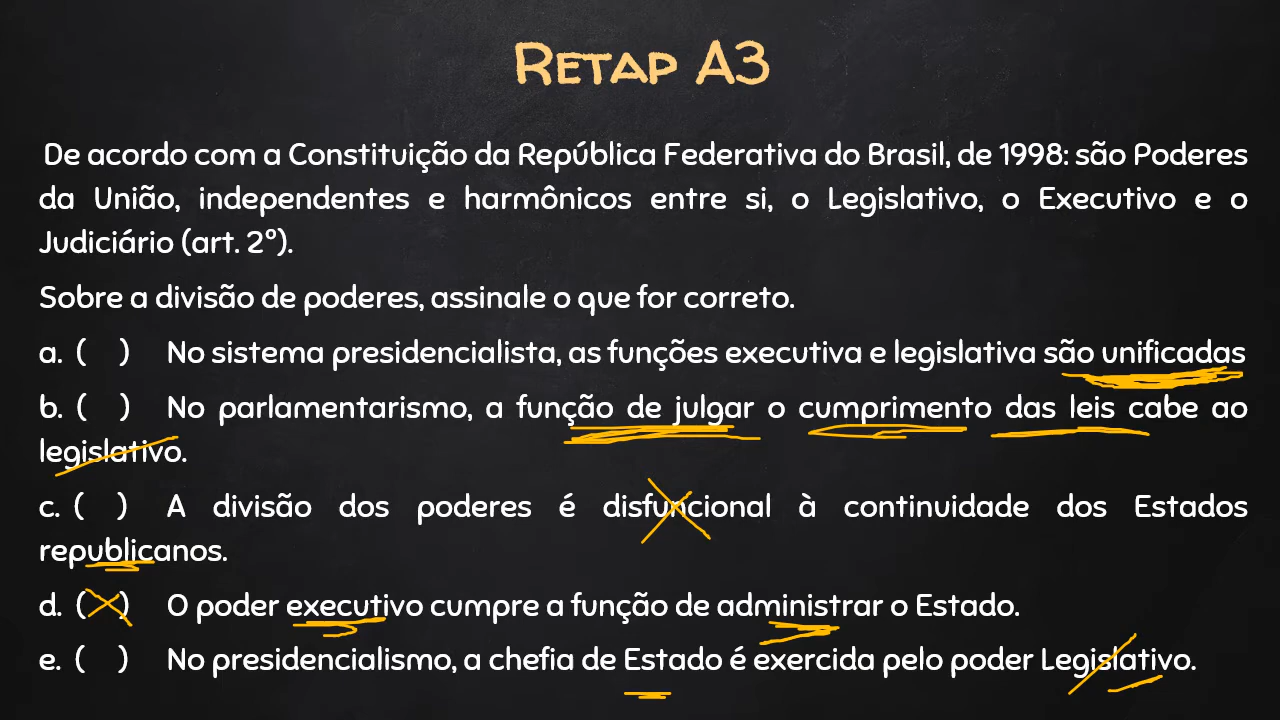 Retap A3
De acordo com a Constituição da República Federativa do Brasil, de 1998: são Poderes
da União, independentes e harmônicos entre si, o Legislativo, o Executivo e o
Judiciário (art. 2º).
Sobre a divisão de poderes, assinale o que for correto.
a. ( ) No sistema presidencialista, as funções executiva e legislativa são unificadas
b. ( ) No parlamentarismo, a função de julgar o cumprimento das leis cabe ao
legislativo.
c. ( ) A divisão dos poderes é disfuncional à continuidade dos Estados
republicanos.
d. (X) O poder executivo cumpre a função de administrar o Estado.
e. ( ) No presidencialismo, a chefia de Estado é exercida pelo poder Legislativo.